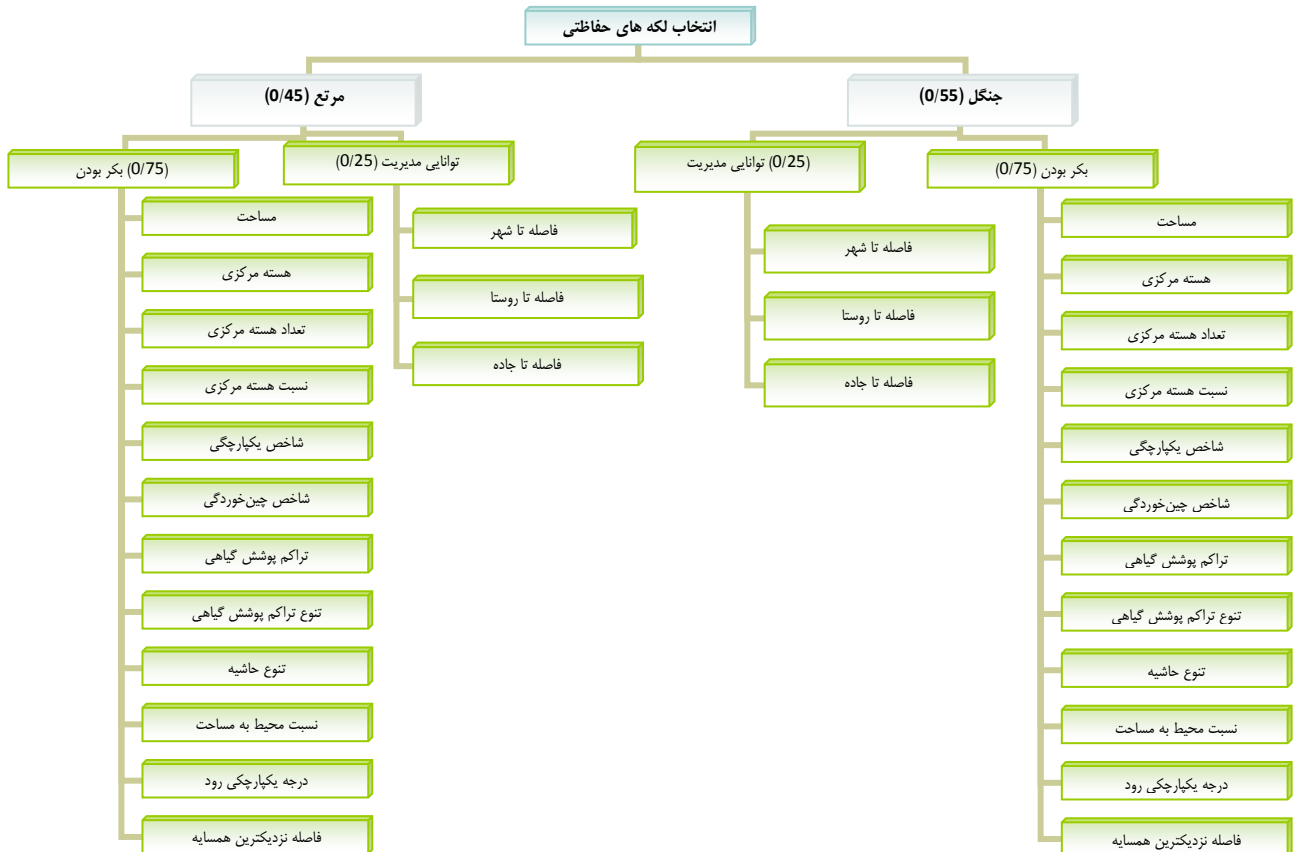 انتخاب لکه های حفاظتی
جنگل (0/55)
مرتع (0/45)
بکر بودن (0/75)
(0/25) توانایی مدیریت
توانایی مدیریت (0/25)
(0/75) بکر بودن
مساحت
هسته مرکزی
تعداد هسته مرکزی
نسبت هسته مرکزی
شاخص یکپارچگی
شاخص چین‌خوردگی
تراکم پوشش گیاهی
تنوع تراکم پوشش گیاهی
تنوع حاشیه
نسبت محیط به مساحت
درجه یکپارچکی رود
فاصله نزدیکترین همسایه
فاصله تا شهر
فاصله تا روستا
فاصله تا جاده
فاصله تا شهر
فاصله تا روستا
فاصله تا جاده
مساحت
هسته مرکزی
تعداد هسته مرکزی
نسبت هسته مرکزی
شاخص یکپارچگی
شاخص چین‌خوردگی
تراکم پوشش گیاهی
تنوع تراکم پوشش گیاهی
تنوع حاشیه
نسبت محیط به مساحت
درجه یکپارچکی رود
فاصله نزدیکترین همسایه